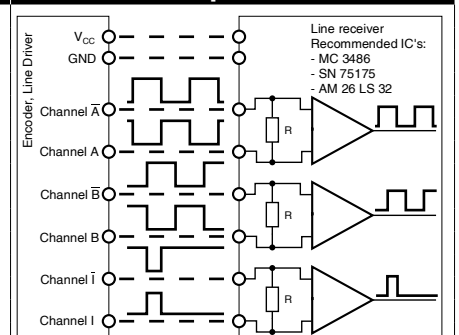 Encoder, Line Driver
VCC
GND
Channel A̅
Channel A
Channel B̅
Channel B
Channel I̅
Channel I
Line receiver
Recommended IC's:
- MC 3486
- SN 75175
- AM 26 LS 32
R
R
R